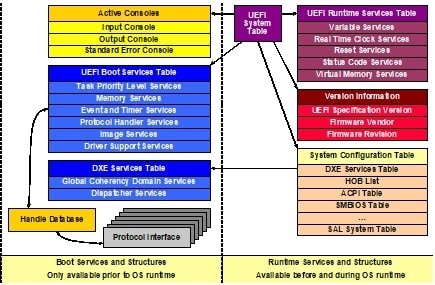 Active Consoles
Input Console
Output Console
Standard Error Console
UEFI Boot Services Table
Task Priority Level Services
Memory Services
Event and Timer Services
Protocol Handler Services
Image Services
Driver Support Services
DXE Services Table
Global Coherency Domain Services
Dispatcher Services
Handle Database
Protocol Interface
UEFI
System
Table
UEFI Runtime Services Table
Variable Services
Real Time Clock Services
Reset Services
Status Code Services
Virtual Memory Services
Version Information
UEFI Specification Version
Firmware Vendor
Firmware Revision
System Configuration Table
DXE Services Table
HOB List
ACPI Table
SMBIOS Table
...
SAL System Table
Boot Services and Structures
Only available prior to OS runtime
Runtime Services and Structures
Available before and during OS runtime